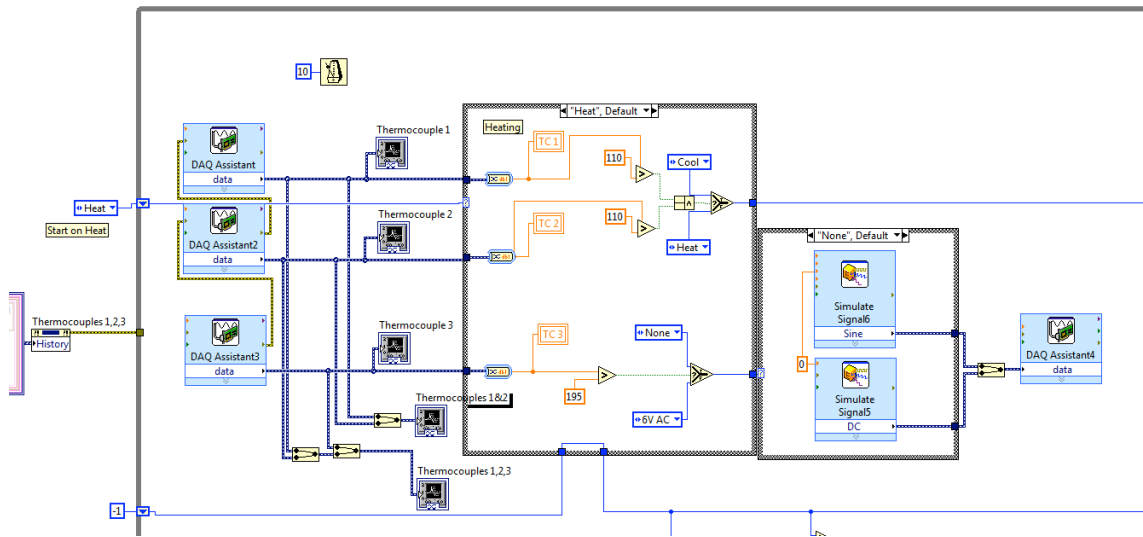 10
"Heat", Default
Heating
Thermocouple 1
TC 1
110
Cool
DAQ Assistant
data
Heat
Start on Heat
DAQ Assistant2
data
Thermocouple 2
TC 2
110
Heat
"None", Default
Simulate
Signal6
Sine
Thermocouples 1,2,3
History
DAQ Assistant3
data
Thermocouple 3
TC 3
195
None
6V AC
0
Simulate
Signal5
DC
DAQ Assistant4
data
Thermocouples 1&2
Thermocouples 1,2,3
-1